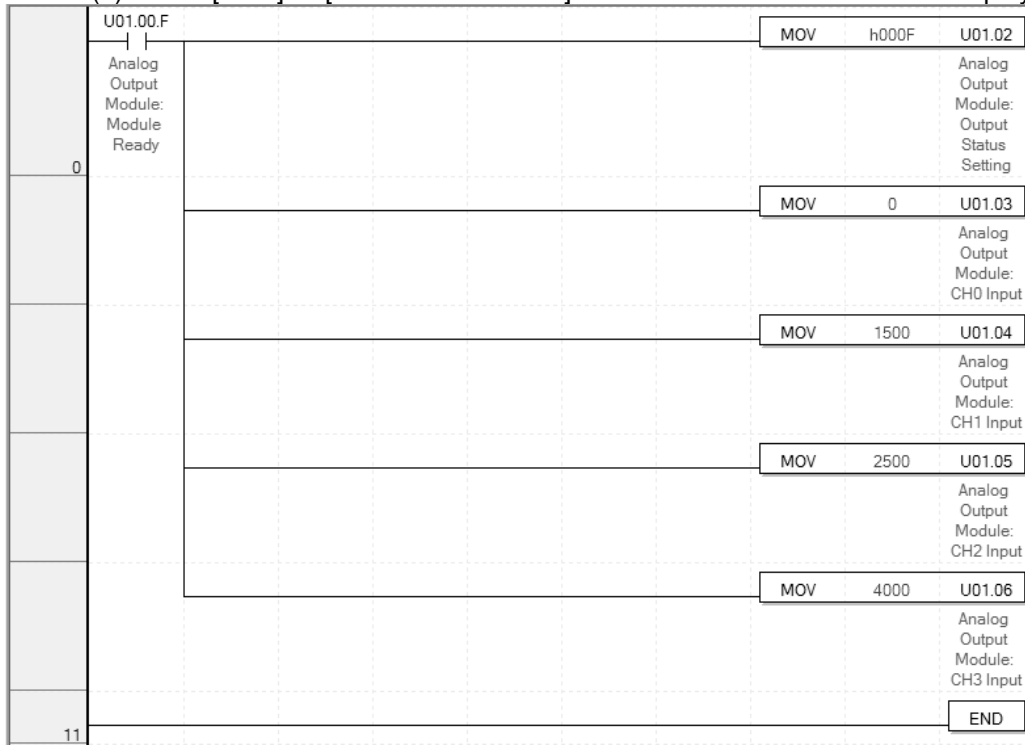 U01.00.F
MOV h000F U01.02
Analog
Output
Module:
Module
Ready
Analog
Output
Module:
Output
Status
Setting
0
MOV 0 U01.03
Analog
Output
Module:
CH0 Input
MOV 1500 U01.04
Analog
Output
Module:
CH1 Input
MOV 2500 U01.05
Analog
Output
Module:
CH2 Input
MOV 4000 U01.06
Analog
Output
Module:
CH3 Input
END
11